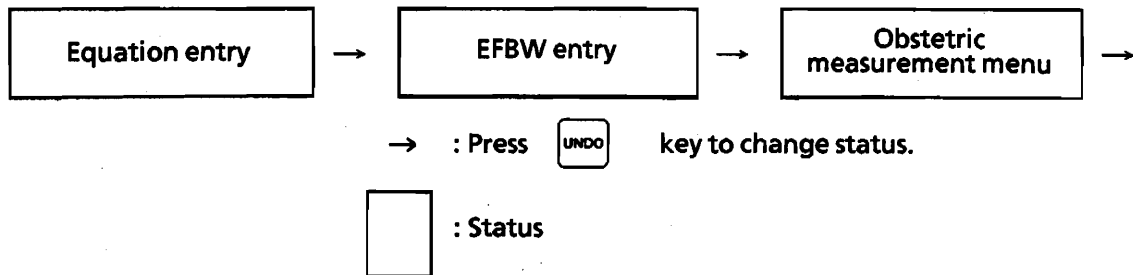 Equation entry → EFBW entry → Obstetric measurement menu →
→ : Press UNDO key to change status.
: Status